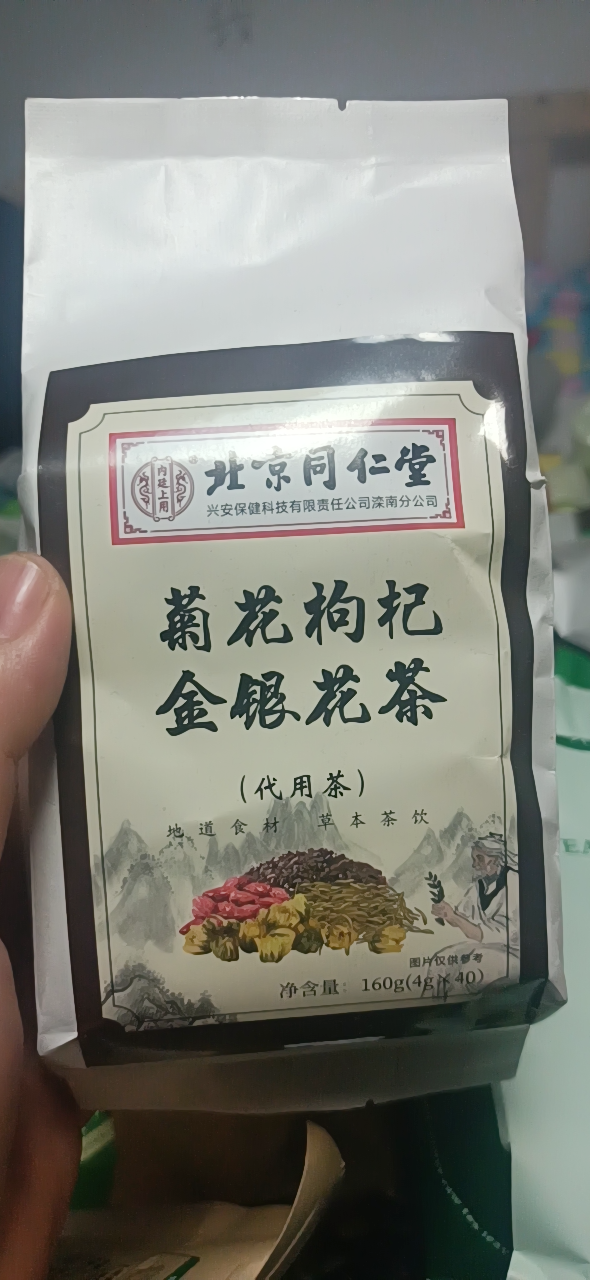 内廷上用
®
北京同仁堂
兴安保健科技有限责任公司滦南分公司
菊花枸杞
金银花茶
(代用茶)
地道食材 草本茶饮
图片仅供参考
净含量: 160g(4g×40)